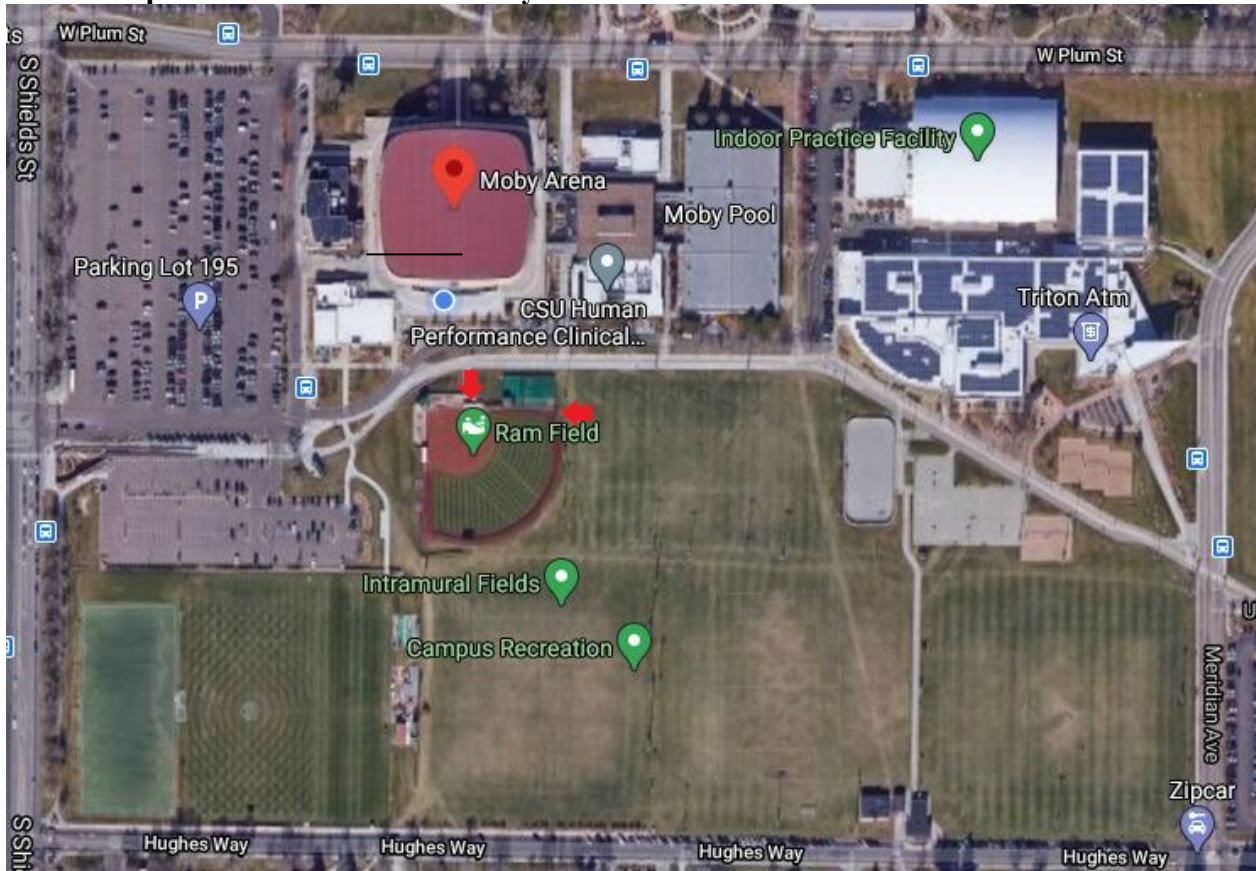 ts
W Plum St
W Plum St
S Shields St
Indoor Practice Facility
Moby Arena
Moby Pool
Parking Lot 195
P
CSU Human
Performance Clinical...
Triton Atm
$
Ram Field
Intramural Fields
Campus Recreation
U
Meridian Ave
Zipcar
S Shi
Hughes Way
Hughes Way
Hughes Way
Hughes Way